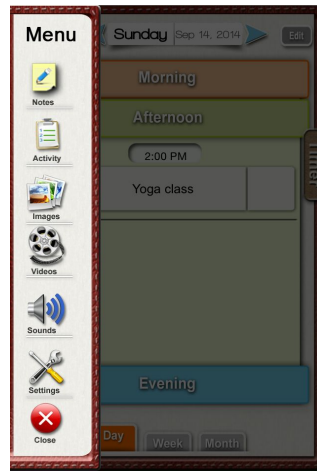 Menu
Sunday Sep 14, 2014
Edit
Morning
Afternoon
2:00 PM
Yoga class
Timer
Evening
Notes
Activity
Images
Videos
Sounds
Settings
Close
Day
Week
Month